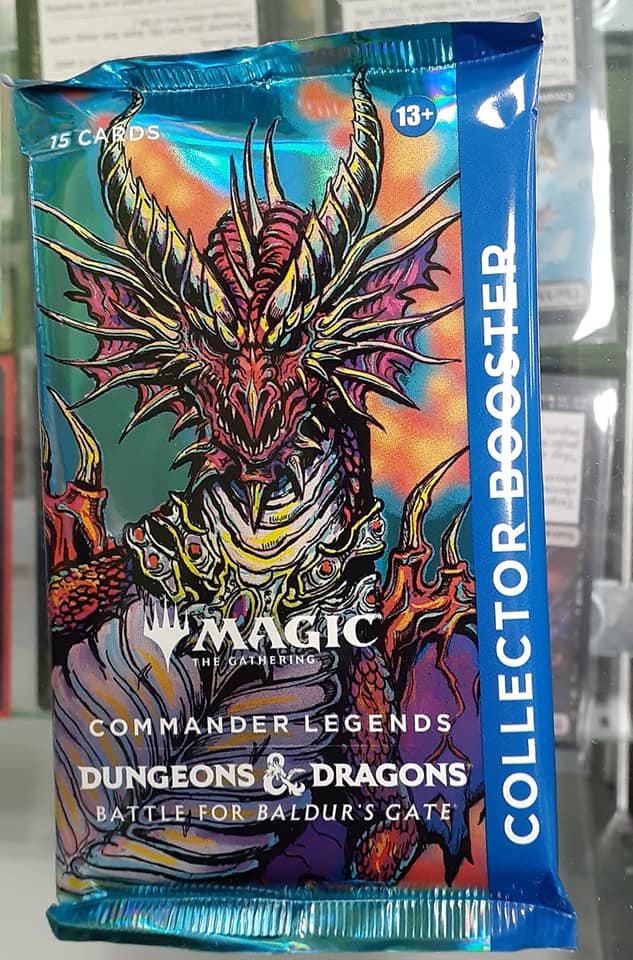 15 CARDS
13+
MAGIC
THE GATHERING
COMMANDER LEGENDS
DUNGEONS & DRAGONS
BATTLE FOR BALDUR'S GATE
COLLECTOR BOOSTER